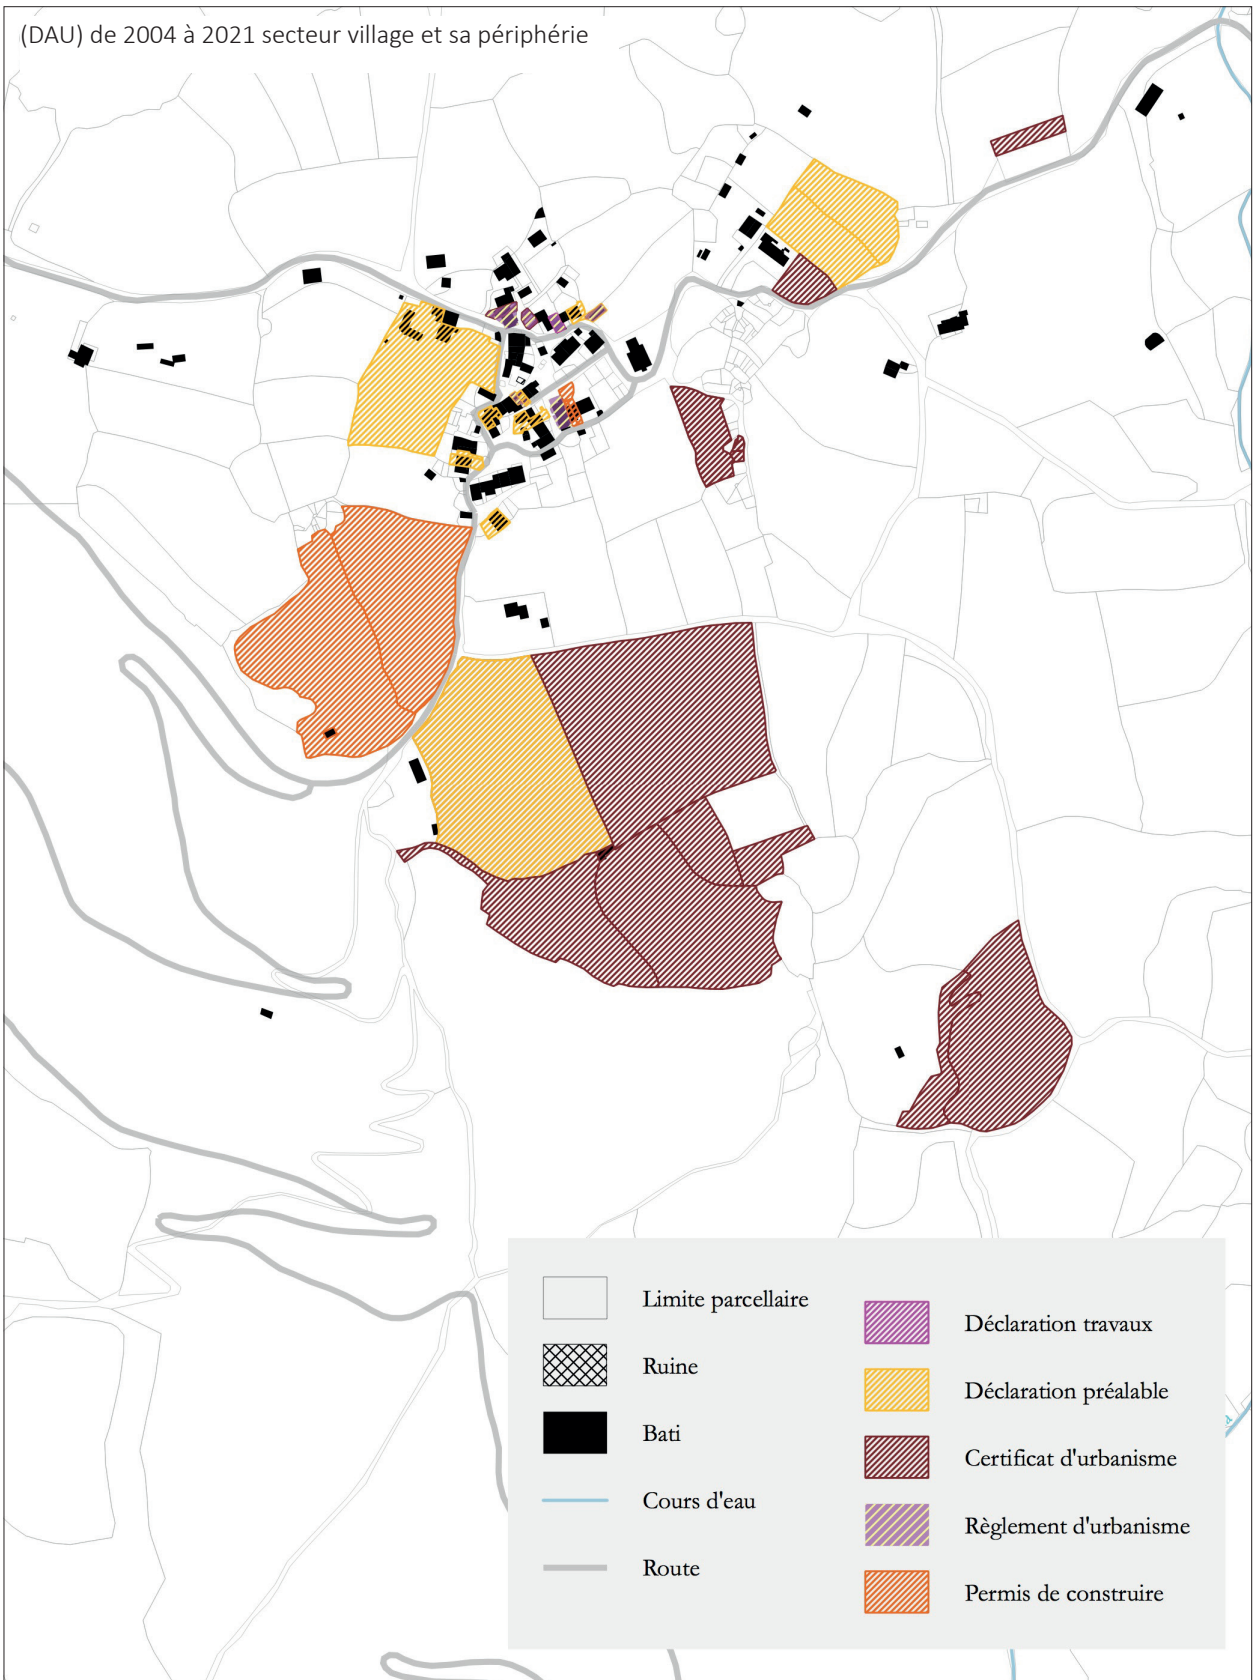 (DAU) de 2004 à 2021 secteur village et sa périphérie
Limite parcellaire
Ruine
Bati
Cours d'eau
Route
Déclaration travaux
Déclaration préalable
Certificat d'urbanisme
Règlement d'urbanisme
Permis de construire